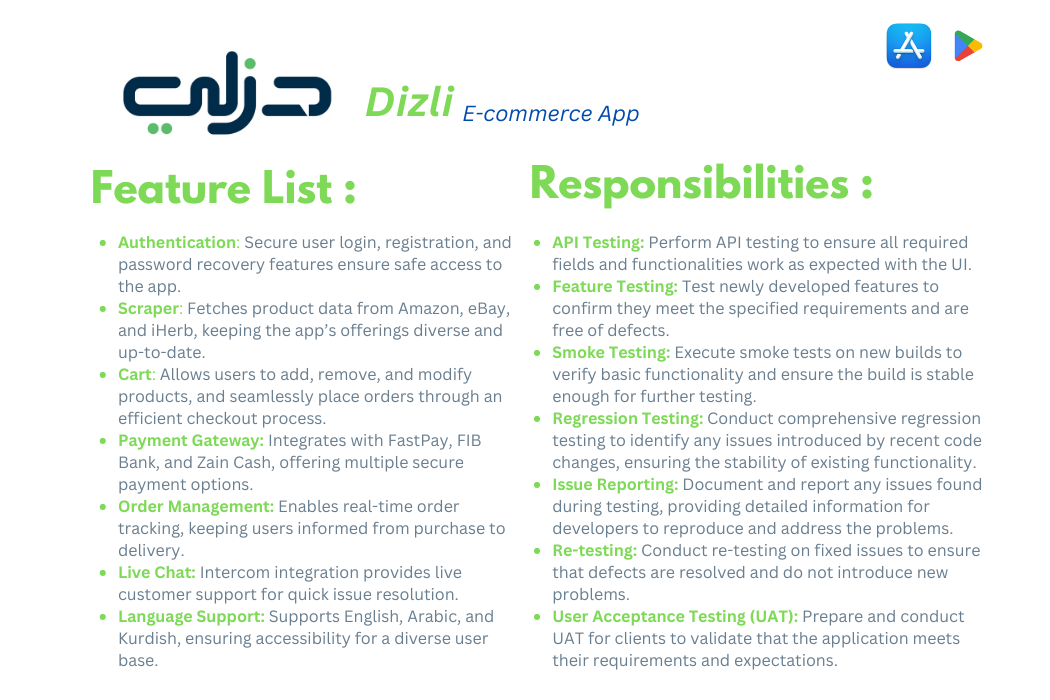 دزلي
Dizli E-commerce App
Feature List :
Authentication: Secure user login, registration, and
password recovery features ensure safe access to
the app.
Scraper: Fetches product data from Amazon, eBay,
and iHerb, keeping the app’s offerings diverse and
up-to-date.
Cart: Allows users to add, remove, and modify
products, and seamlessly place orders through an
efficient checkout process.
Payment Gateway: Integrates with FastPay, FIB
Bank, and Zain Cash, offering multiple secure
payment options.
Order Management: Enables real-time order
tracking, keeping users informed from purchase to
delivery.
Live Chat: Intercom integration provides live
customer support for quick issue resolution.
Language Support: Supports English, Arabic, and
Kurdish, ensuring accessibility for a diverse user
base.
Responsibilities :
API Testing: Perform API testing to ensure all required
fields and functionalities work as expected with the UI.
Feature Testing: Test newly developed features to
confirm they meet the specified requirements and are
free of defects.
Smoke Testing: Execute smoke tests on new builds to
verify basic functionality and ensure the build is stable
enough for further testing.
Regression Testing: Conduct comprehensive regression
testing to identify any issues introduced by recent code
changes, ensuring the stability of existing functionality.
Issue Reporting: Document and report any issues found
during testing, providing detailed information for
developers to reproduce and address the problems.
Re-testing: Conduct re-testing on fixed issues to ensure
that defects are resolved and do not introduce new
problems.
User Acceptance Testing (UAT): Prepare and conduct
UAT for clients to validate that the application meets
their requirements and expectations.